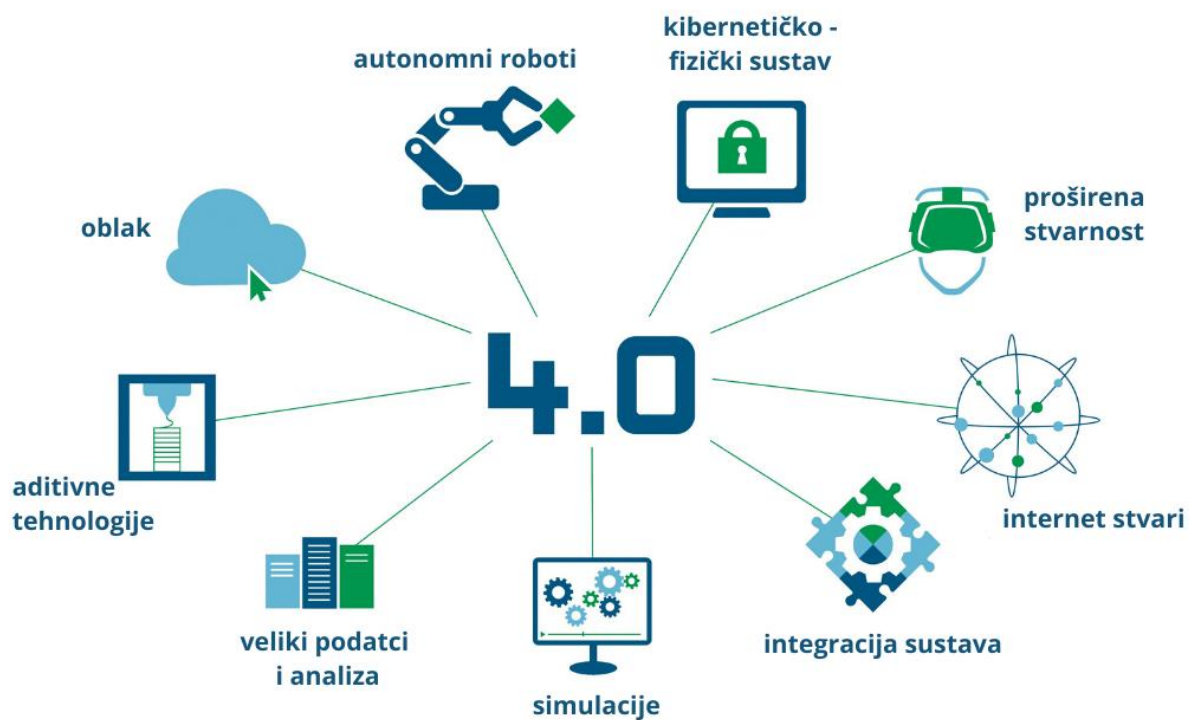 kibernetičko -
fizički sustav
autonomni roboti
proširena
stvarnost
oblak
4.0
aditivne
tehnologije
internet stvari
veliki podatci
i analiza
integracija sustava
simulacije